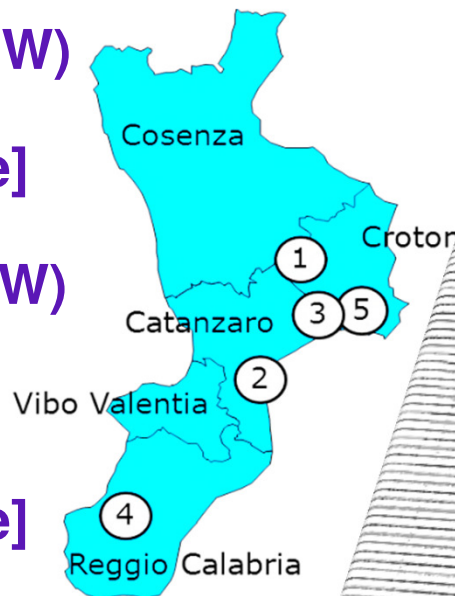 W)
Cosenza
e]
Croton
1
W)
3
5
Catanzaro
2
Vibo Valentia
4
e]
Reggio Calabria